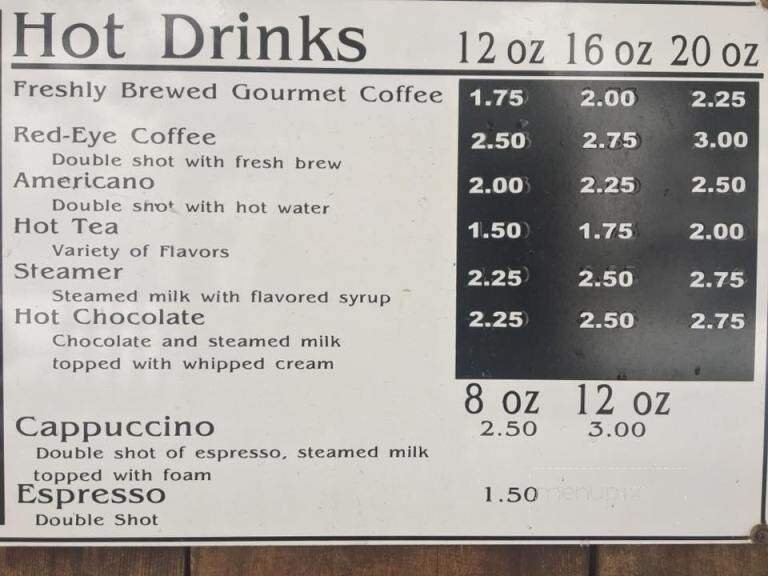 Hot Drinks 12 oz 16 oz 20 oz
Freshly Brewed Gourmet Coffee 1.75 2.00 2.25
Red-Eye Coffee 2.50 2.75 3.00
Double shot with fresh brew
Americano 2.00 2.25 2.50
Double shot with hot water
Hot Tea 1.50 1.75 2.00
Variety of Flavors
Steamer 2.25 2.50 2.75
Steamed milk with flavored syrup
Hot Chocolate 2.25 2.50 2.75
Chocolate and steamed milk
topped with whipped cream
8 oz 12 oz
Cappuccino 2.50 3.00
Double shot of espresso, steamed milk
topped with foam
Espresso 1.50
Double Shot
menupix